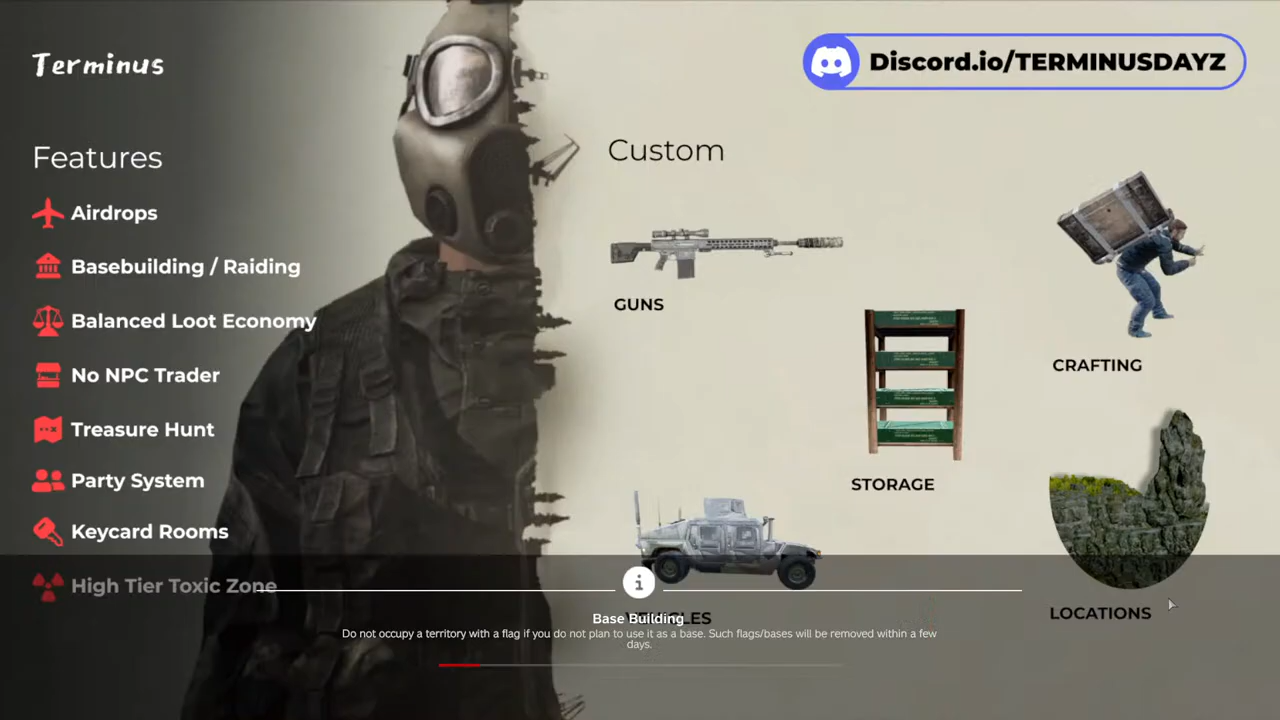 Terminus
Discord.io/TERMINUSDAYZ
Features
Airdrops
Basebuilding / Raiding
Balanced Loot Economy
No NPC Trader
Treasure Hunt
Party System
Keycard Rooms
High Tier Toxic Zone
Custom
GUNS
CRAFTING
STORAGE
VEHICLES
LOCATIONS
Base Building
Do not occupy a territory with a flag if you do not plan to use it as a base. Such flags/bases will be removed within a few
days.